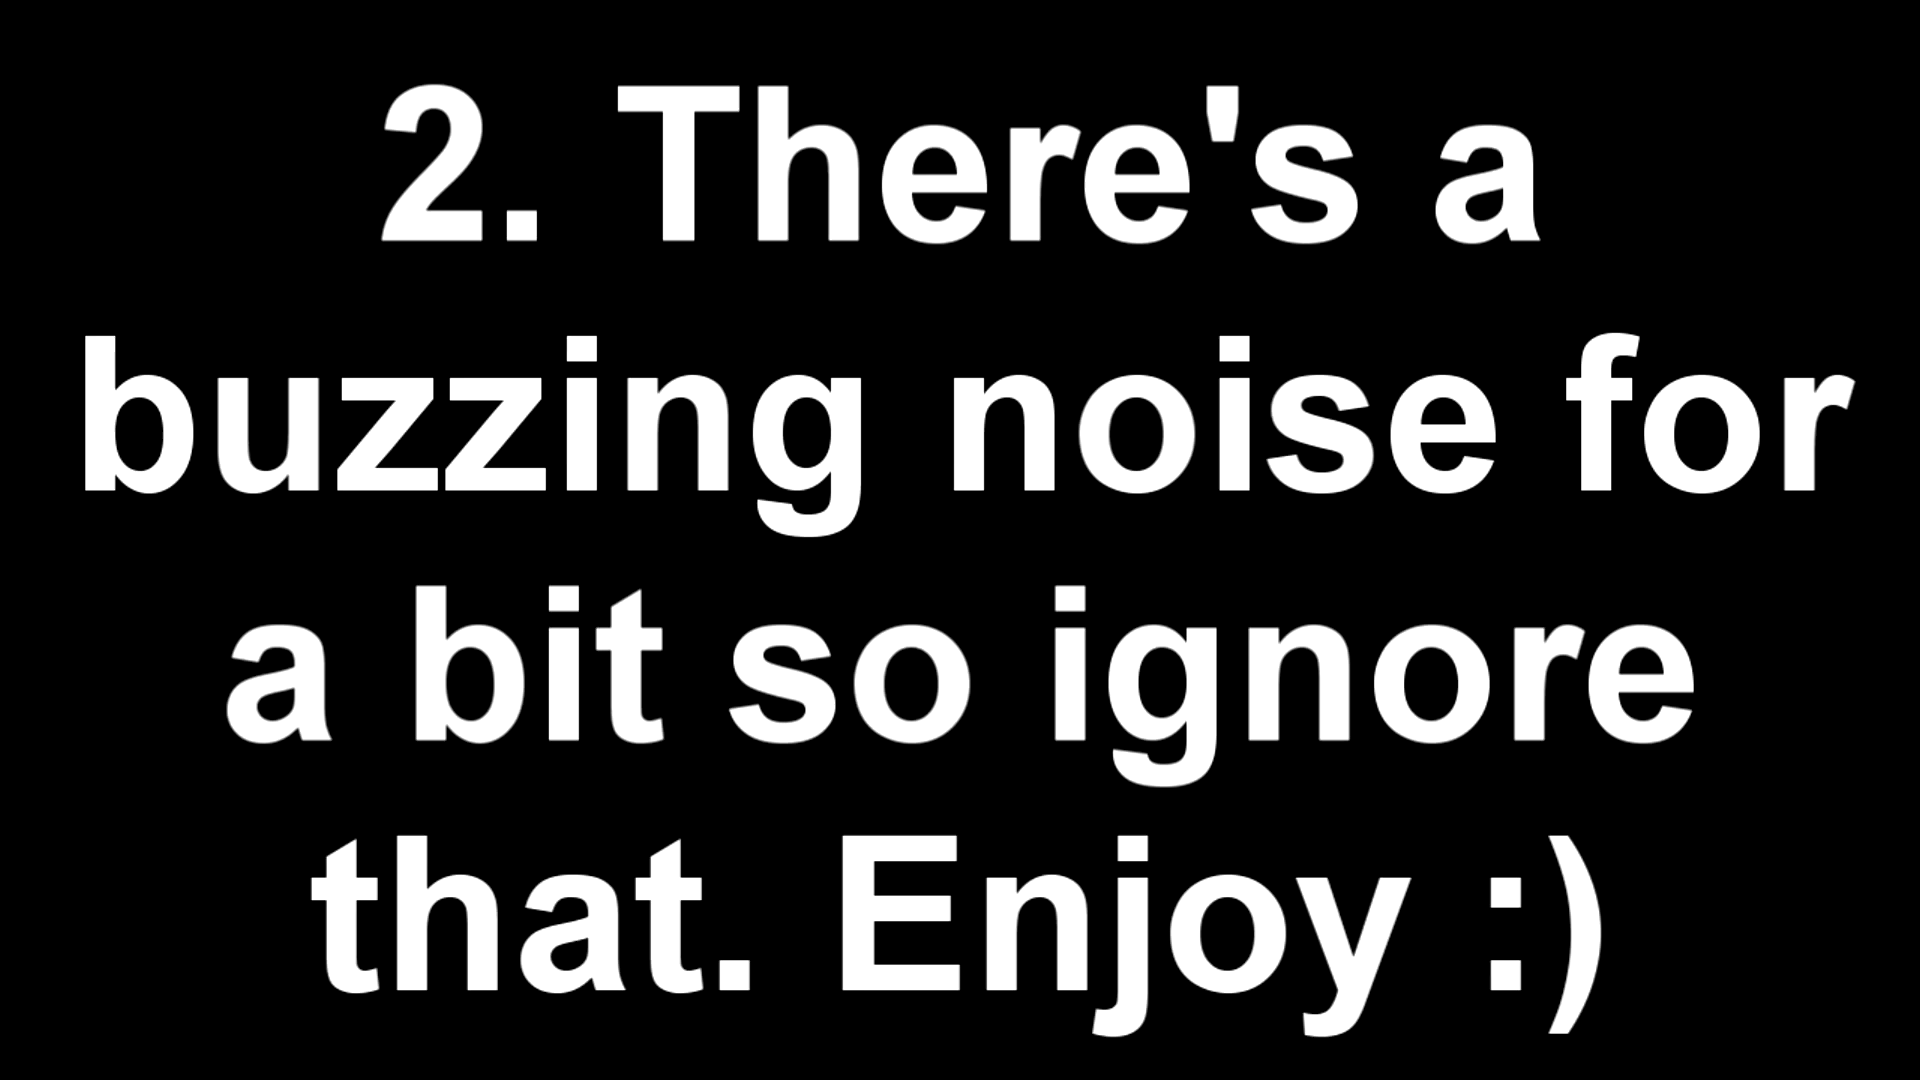 2. There's a
buzzing noise for
a bit so ignore
that. Enjoy :)